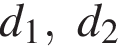 d₁, d₂